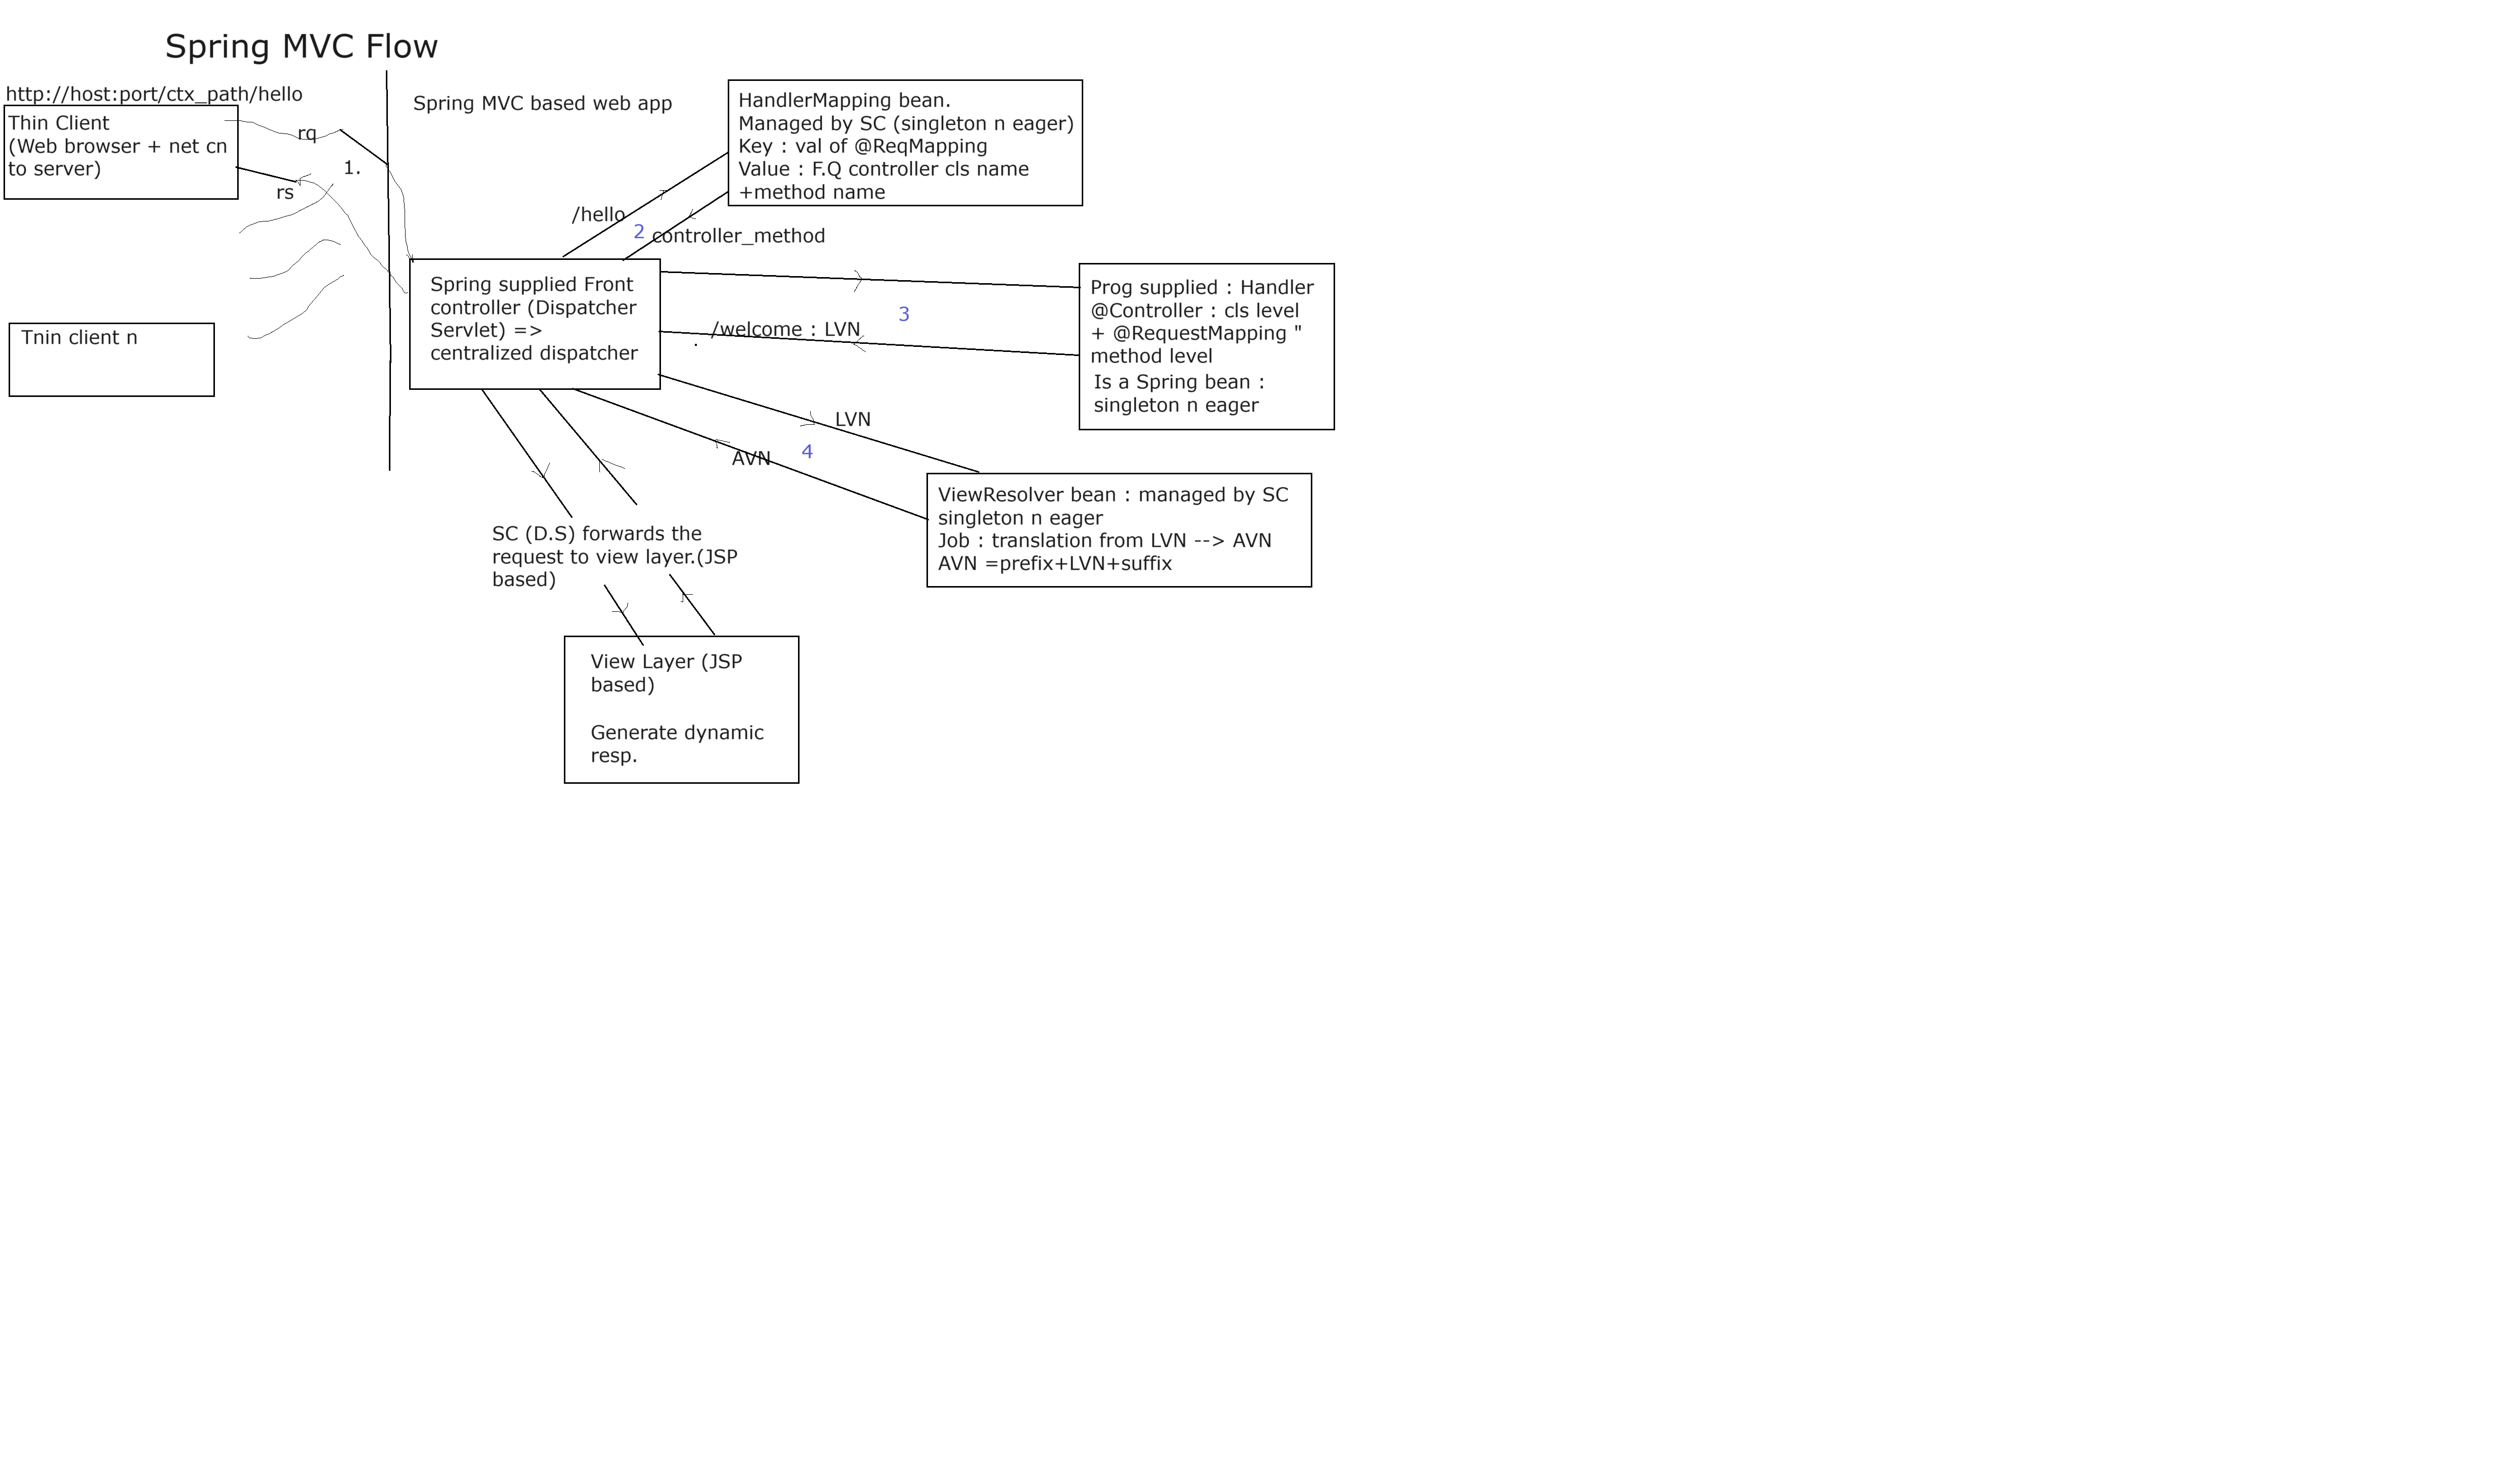 Spring MVC Flow
http://host:port/ctx_path/hello
Thin Client
(Web browser + net cn
to server)
rq
1.
rs
Tnin client n
Spring MVC based web app
HandlerMapping bean.
Managed by SC (singleton n eager)
Key : val of @ReqMapping
Value : F.Q controller cls name
+method name
/hello
2
controller_method
Spring supplied Front
controller (Dispatcher
Servlet) =>
centralized dispatcher
3
/welcome : LVN
.
Prog supplied : Handler
@Controller : cls level
+ @RequestMapping "
method level
Is a Spring bean :
singleton n eager
LVN
4
AVN
ViewResolver bean : managed by SC
singleton n eager
Job : translation from LVN --> AVN
AVN =prefix+LVN+suffix
SC (D.S) forwards the
request to view layer.(JSP
based)
View Layer (JSP
based)
Generate dynamic
resp.